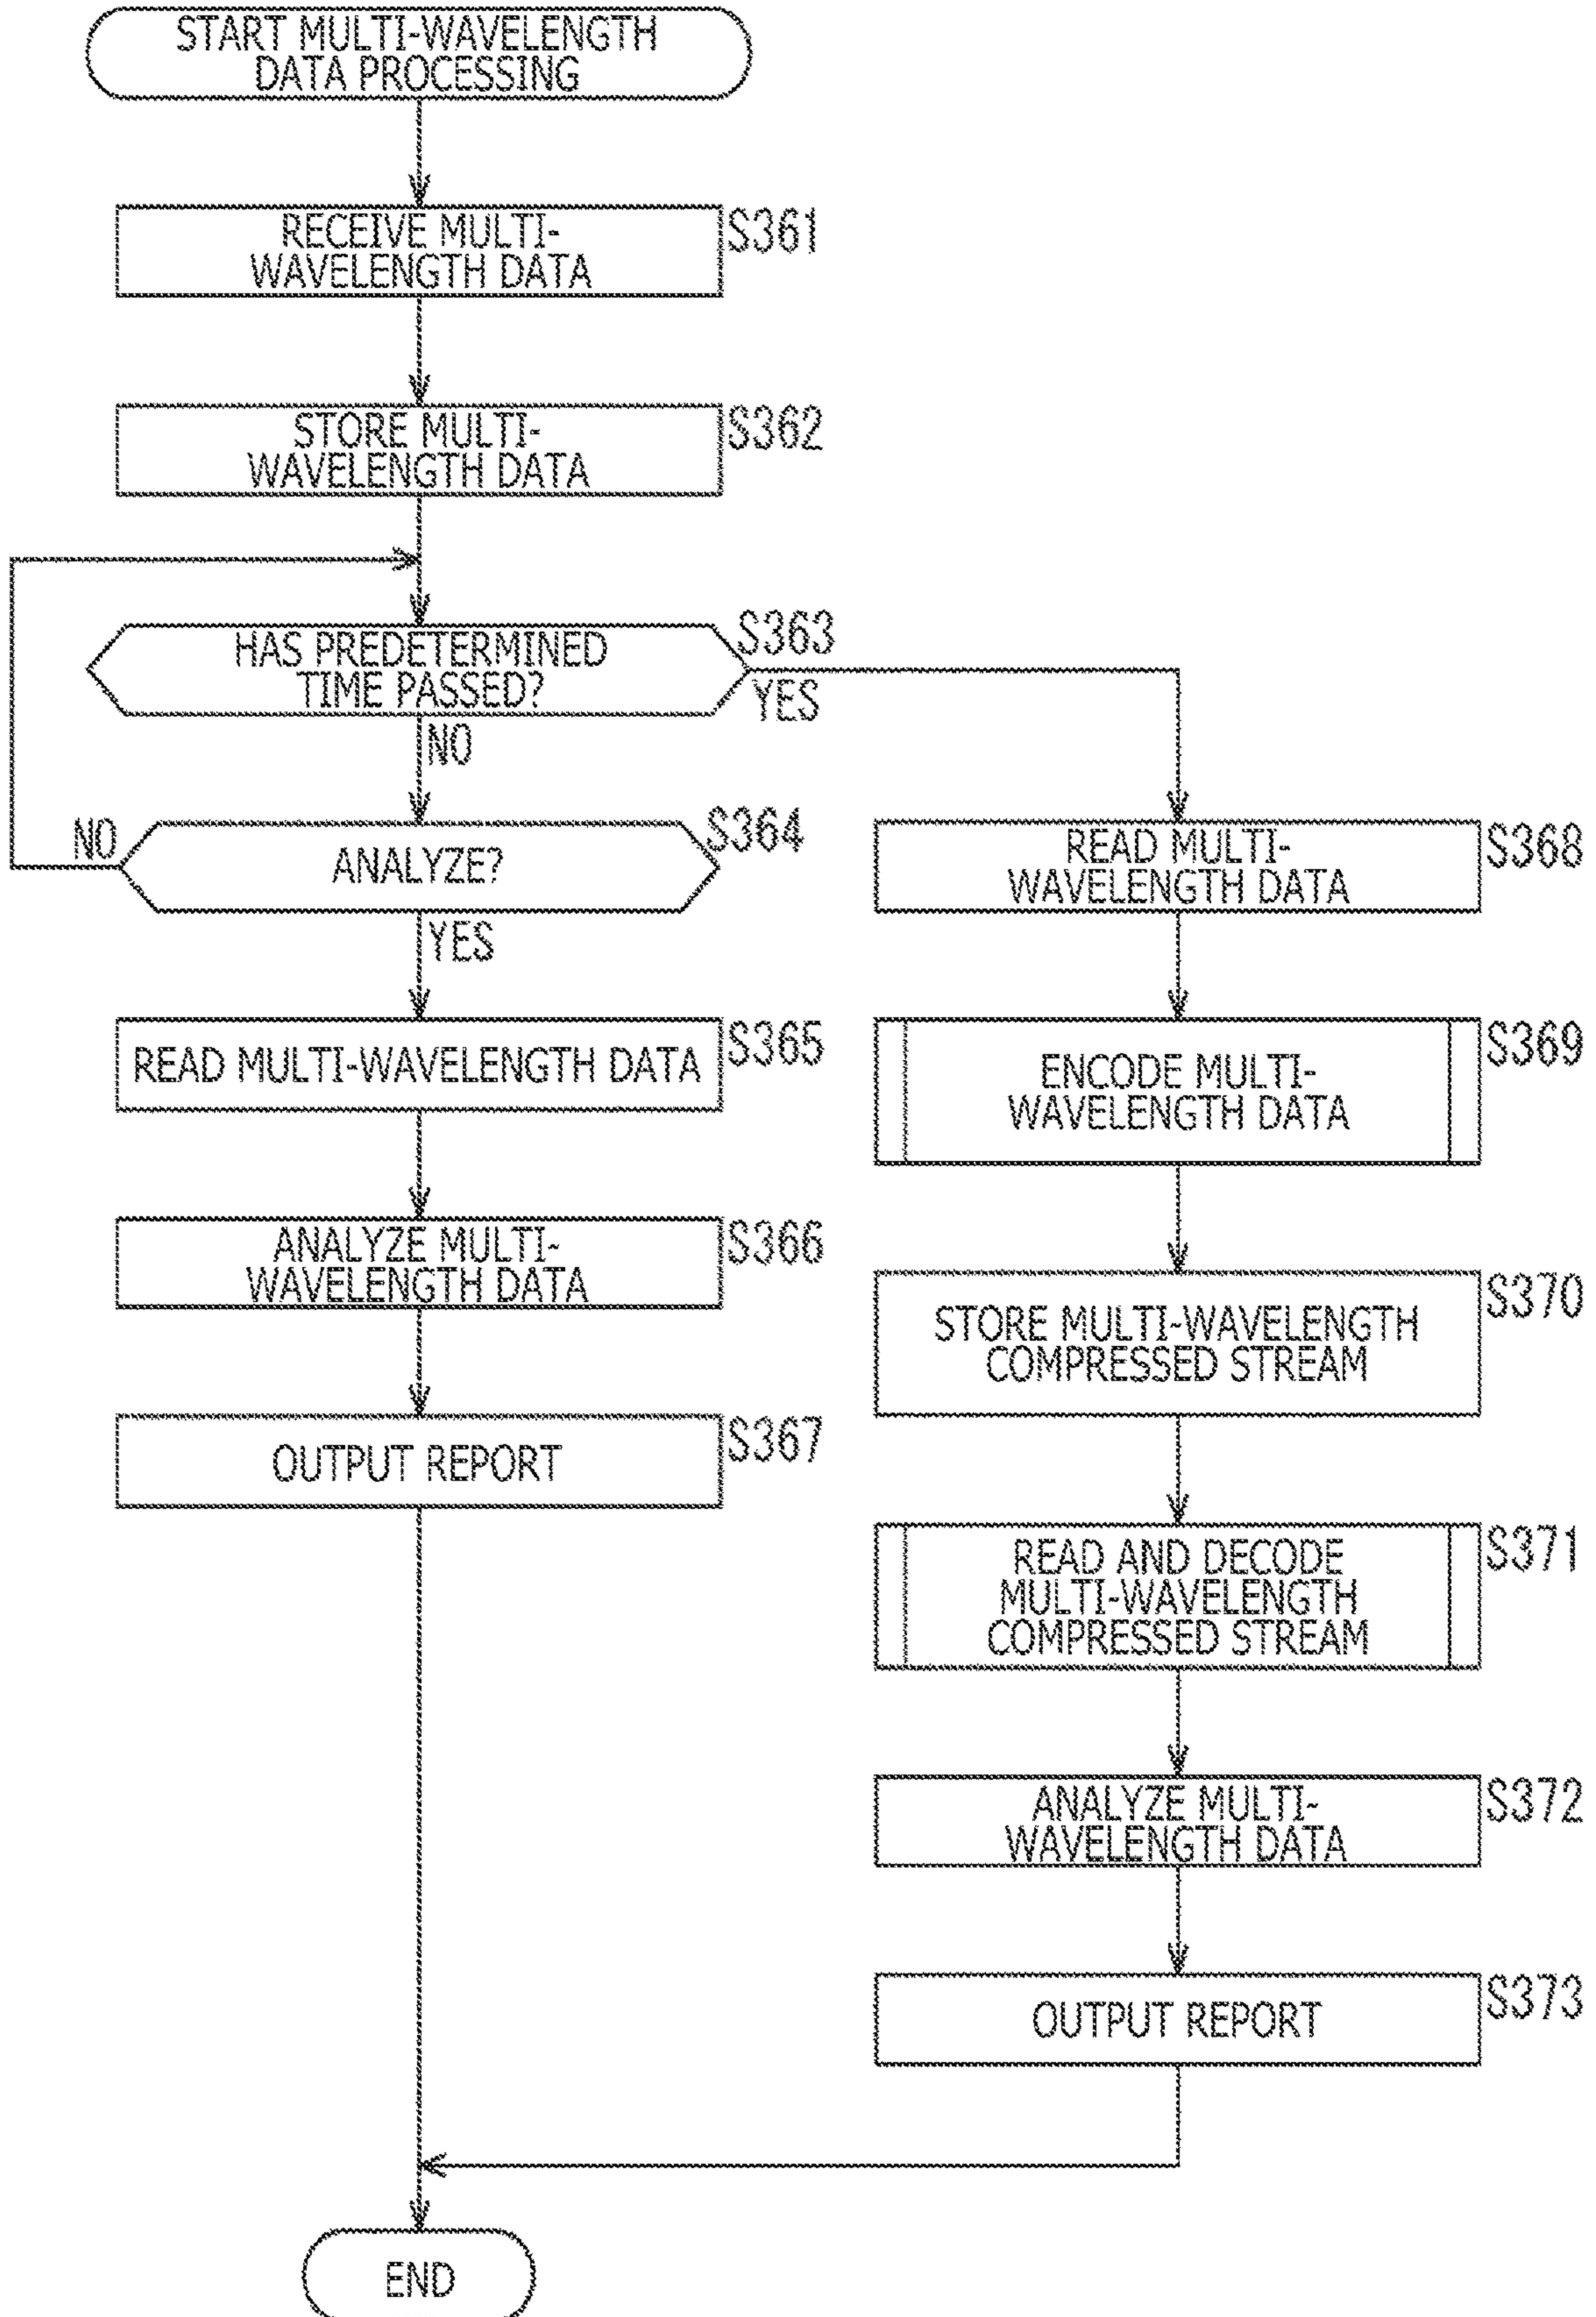 START MULTI-WAVELENGTH
DATA PROCESSING
RECEIVE MULTI-
WAVELENGTH DATA
S361
STORE MULTI-
WAVELENGTH DATA
S362
HAS PREDETERMINED
TIME PASSED?
S363
YES
NO
ANALYZE?
S364
NO
YES
READ MULTI-WAVELENGTH DATA
S365
ANALYZE MULTI-
WAVELENGTH DATA
S366
OUTPUT REPORT
S367
READ MULTI-
WAVELENGTH DATA
S368
ENCODE MULTI-
WAVELENGTH DATA
S369
STORE MULTI-WAVELENGTH
COMPRESSED STREAM
S370
READ AND DECODE
MULTI-WAVELENGTH
COMPRESSED STREAM
S371
ANALYZE MULTI-
WAVELENGTH DATA
S372
OUTPUT REPORT
S373
END